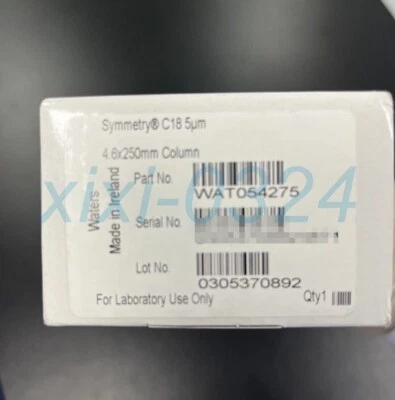 Symmetry® C18 5µm
4.6x250mm Column
Part No.
WAT054275
Waters
Made in Ireland
Serial No.
Lot No.
0305370892
For Laboratory Use Only
Qty1
xixi-0324